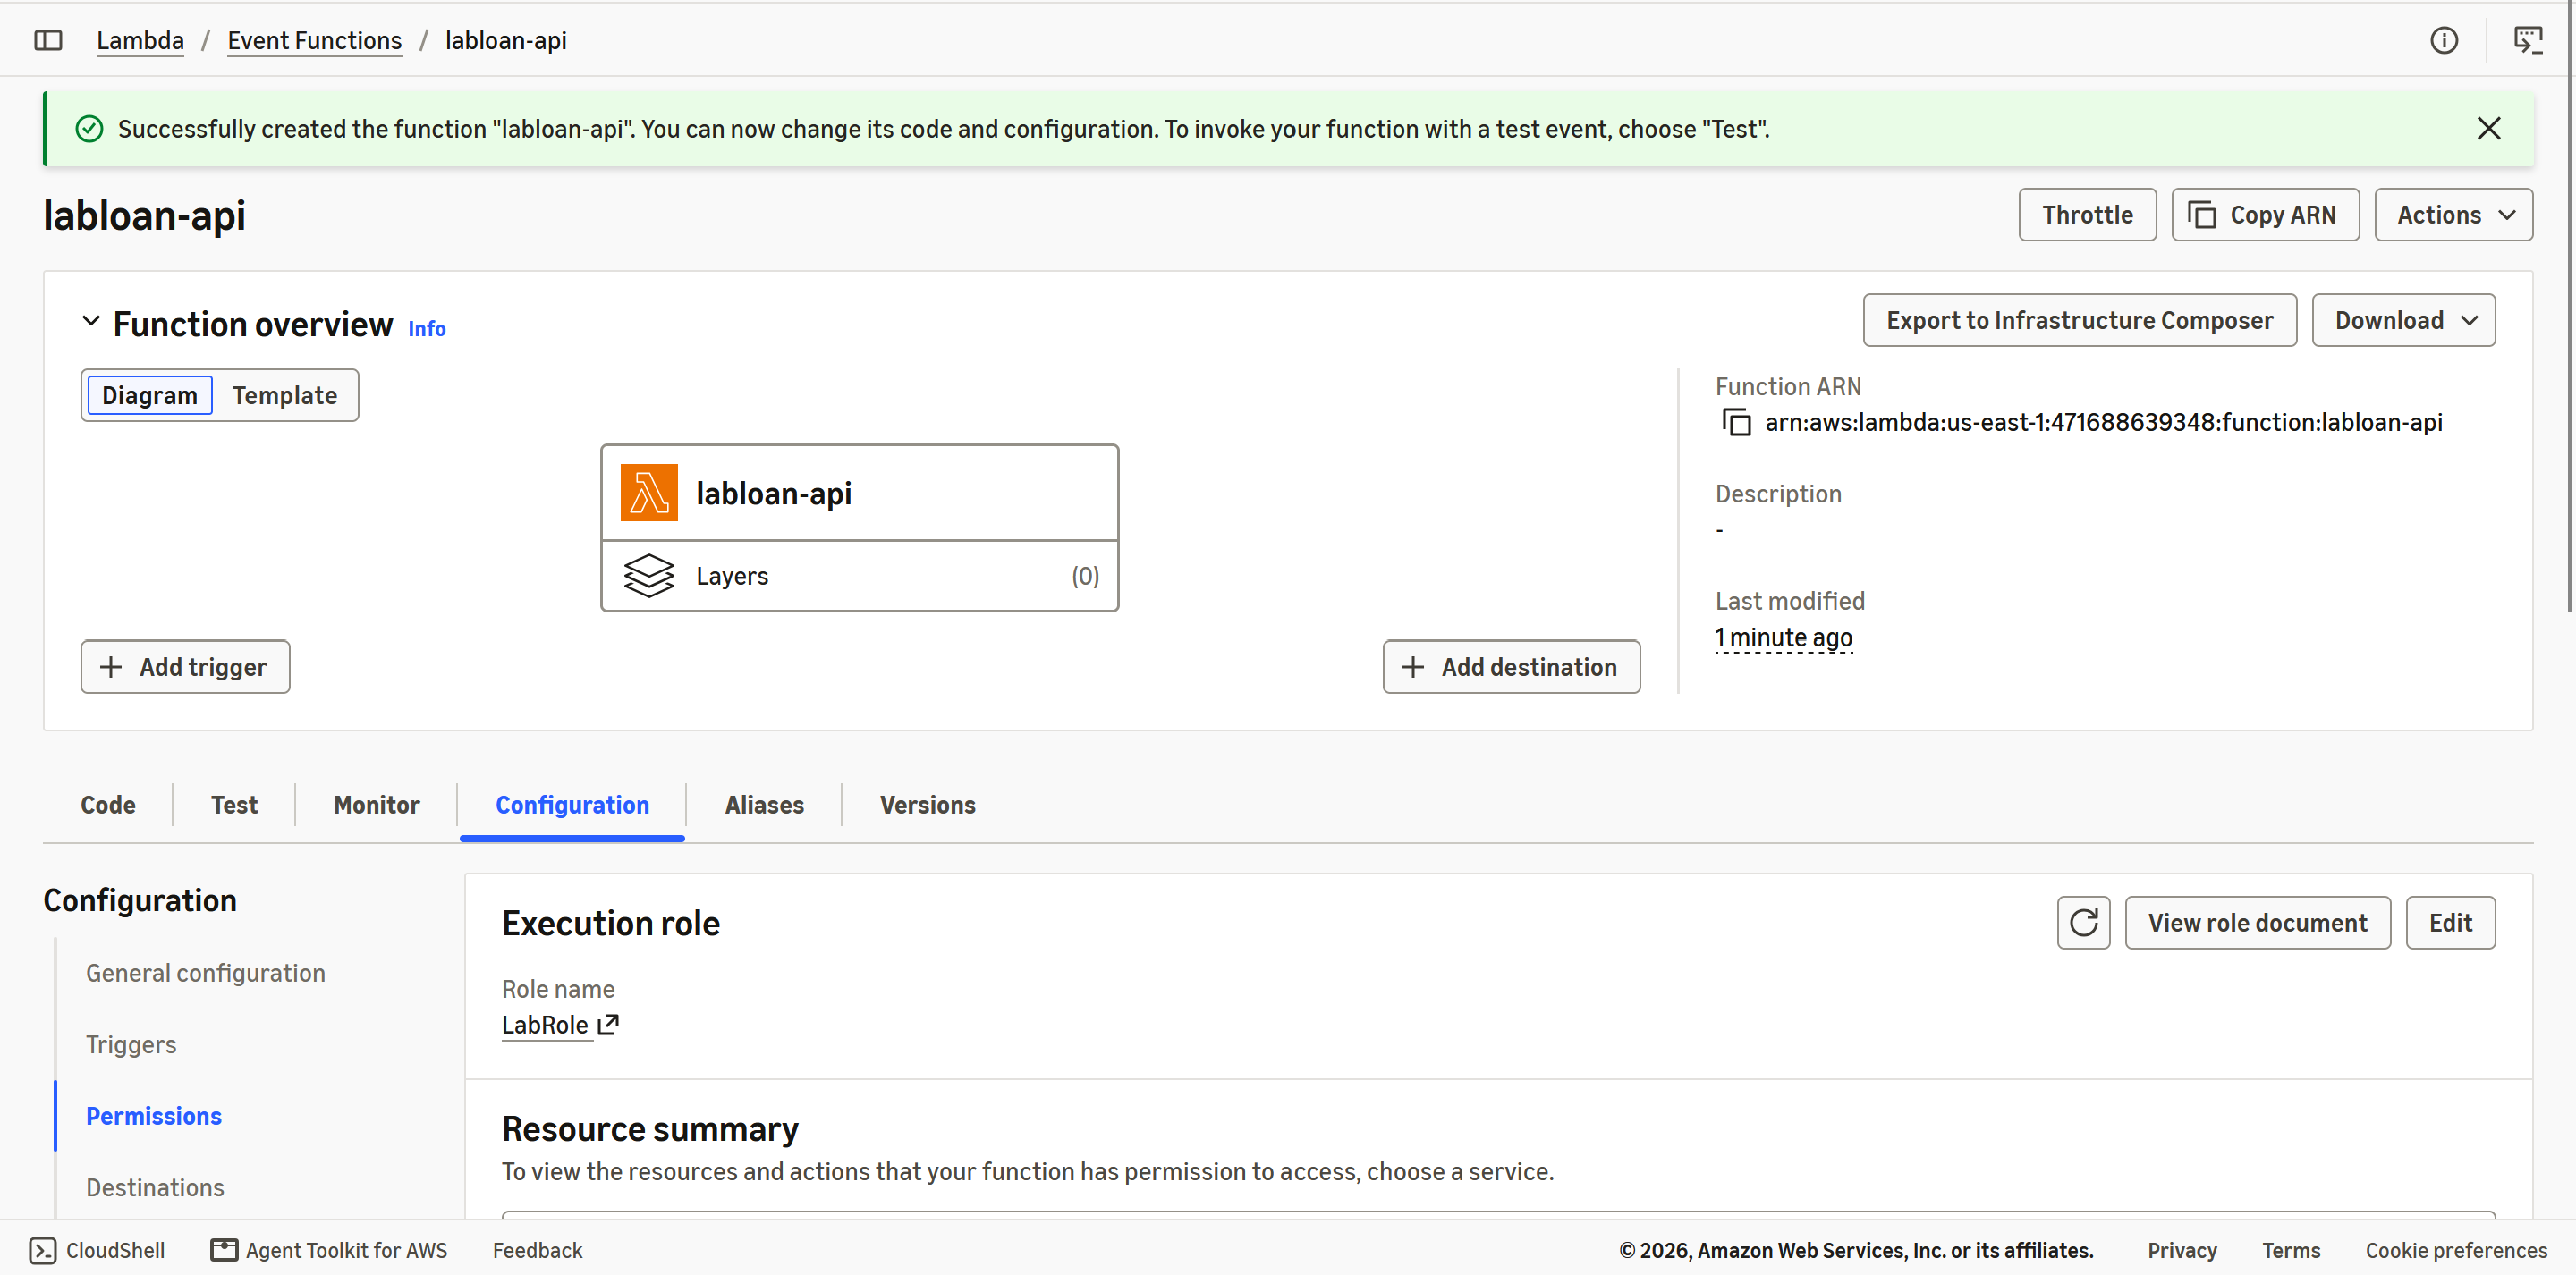 Lambda / Event Functions / labloan-api
Successfully created the function "labloan-api". You can now change its code and configuration. To invoke your function with a test event, choose "Test".
labloan-api
Throttle Copy ARN Actions
Function overview Info
Export to Infrastructure Composer Download
Diagram Template
Function ARN
arn:aws:lambda:us-east-1:471688639348:function:labloan-api
labloan-api
Description
-
Layers (0)
Last modified
1 minute ago
Add trigger
Add destination
Code Test Monitor Configuration Aliases Versions
Configuration
General configuration
Triggers
Permissions
Destinations
Execution role
View role document Edit
Role name
LabRole
Resource summary
To view the resources and actions that your function has permission to access, choose a service.
CloudShell Agent Toolkit for AWS Feedback © 2026, Amazon Web Services, Inc. or its affiliates. Privacy Terms Cookie preferences